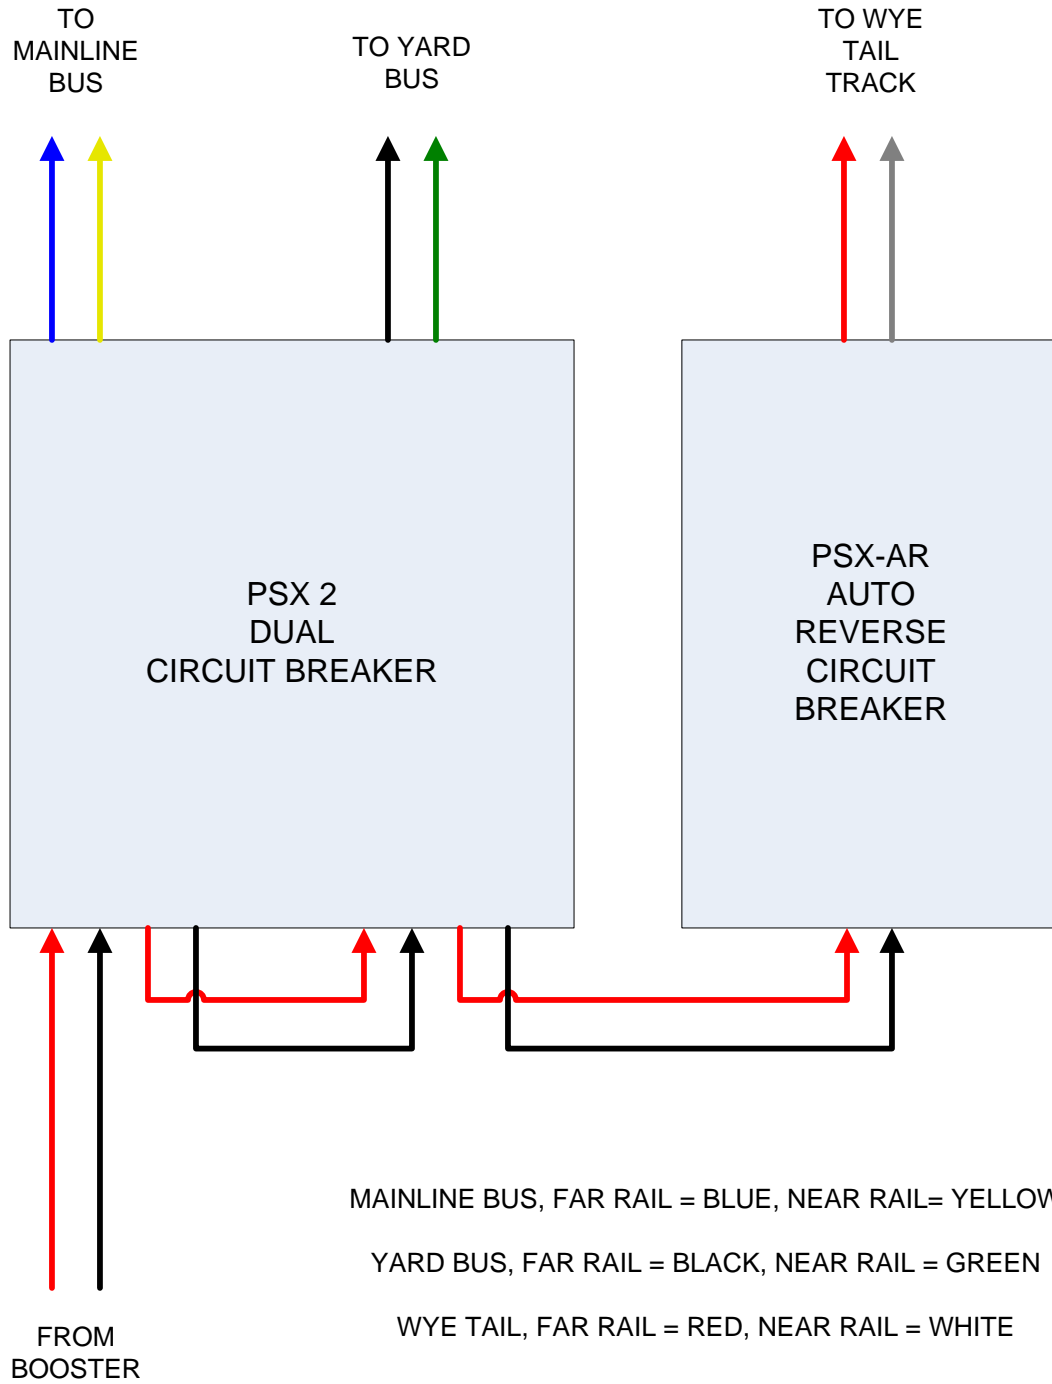 TO
MAINLINE
BUS
TO YARD
BUS
TO WYE
TAIL
TRACK
PSX 2
DUAL
CIRCUIT BREAKER
PSX-AR
AUTO
REVERSE
CIRCUIT
BREAKER
MAINLINE BUS, FAR RAIL = BLUE, NEAR RAIL= YELLOW
YARD BUS, FAR RAIL = BLACK, NEAR RAIL = GREEN
WYE TAIL, FAR RAIL = RED, NEAR RAIL = WHITE
FROM
BOOSTER